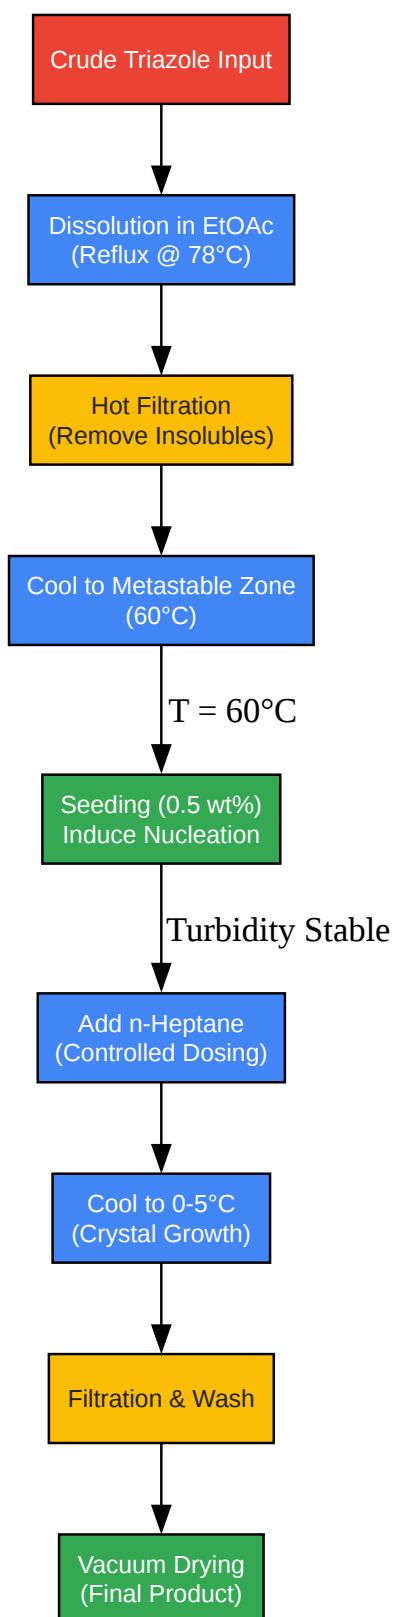 Crude Triazole Input
Dissolution in EtOAc
(Reflux @ 78°C)
Hot Filtration
(Remove Insolubles)
Cool to Metastable Zone
(60°C)
T = 60°C
Seeding (0.5 wt%)
Induce Nucleation
Turbidity Stable
Add n-Heptane
(Controlled Dosing)
Cool to 0-5°C
(Crystal Growth)
Filtration & Wash
Vacuum Drying
(Final Product)